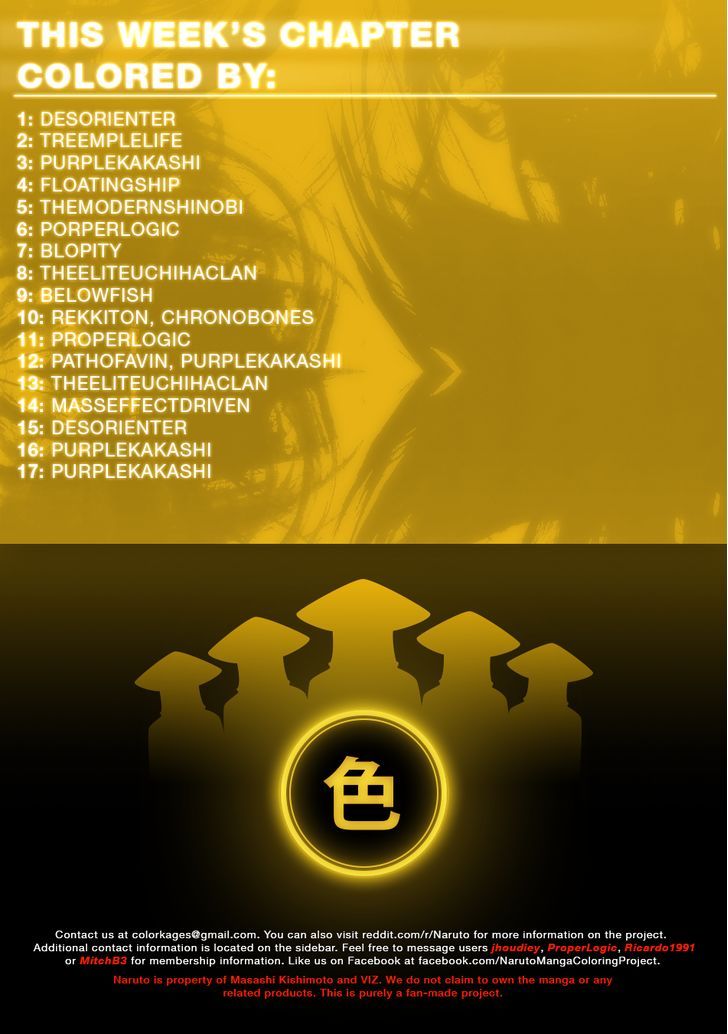 THIS WEEK'S CHAPTER
COLORED BY:
1: DESORIENTER
2: TREEMPLELIFE
3: PURPLEKAKASHI
4: FLOATINGSHIP
5: THEMODERNSHINOBI
6: PORPERLOGIC
7: BLOPITY
8: THEELITEUCHIHACLAN
9: BELOWFISH
10: REKKITON, CHRONOBONES
11: PROPERLOGIC
12: PATHOFAVIN, PURPLEKAKASHI
13: THEELITEUCHIHACLAN
14: MASSEFFECTDRIVEN
15: DESORIENTER
16: PURPLEKAKASHI
17: PURPLEKAKASHI
色
Contact us at colorkages@gmail.com. You can also visit reddit.com/r/Naruto for more information on the project.
Additional contact information is located on the sidebar. Feel free to message users jhoudiey, ProperLogic, Ricardo1991
or MitchB3 for membership information. Like us on Facebook at facebook.com/NarutoMangaColoringProject.
Naruto is property of Masashi Kishimoto and VIZ. We do not claim to own the manga or any
related products. This is purely a fan-made project.